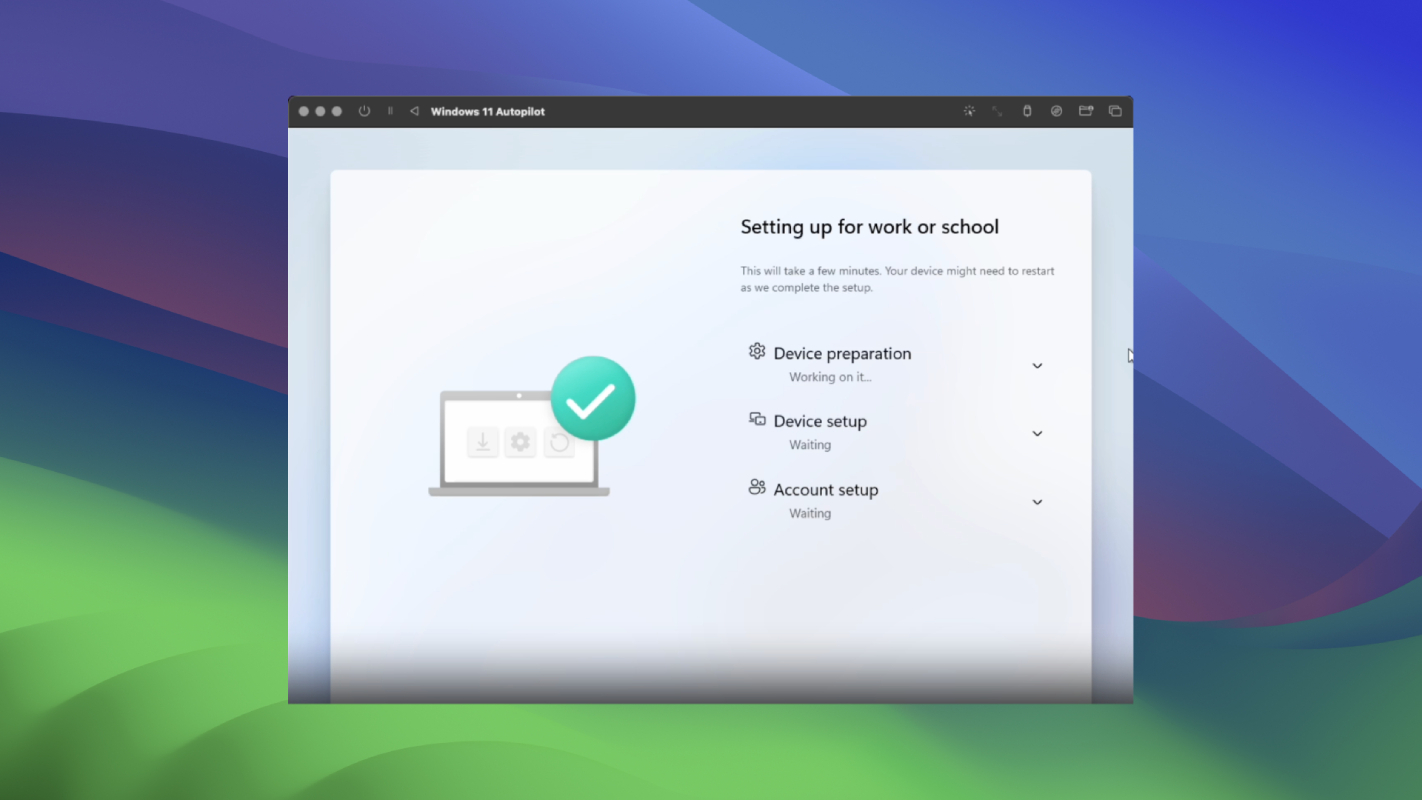 Windows 11 Autopilot
Setting up for work or school
This will take a few minutes. Your device might need to restart
as we complete the setup.
Device preparation
Working on it...
Device setup
Waiting
Account setup
Waiting